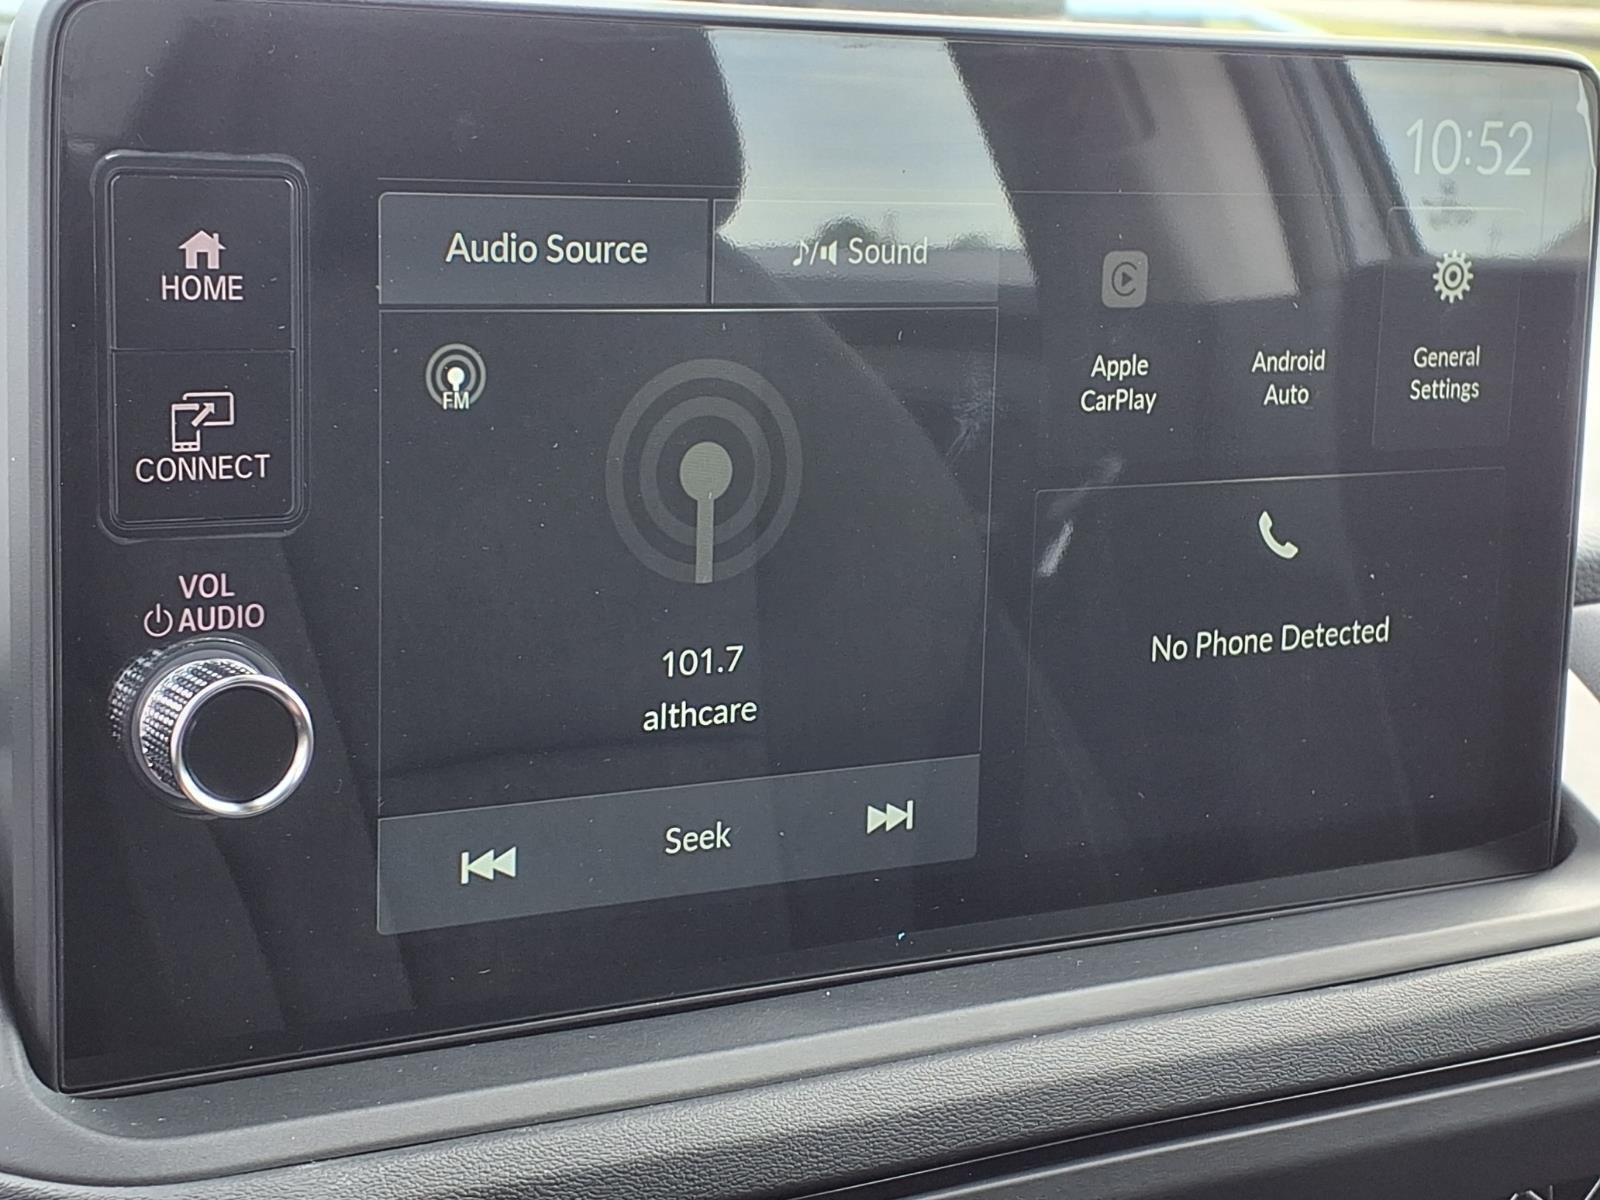 10:52
HOME
CONNECT
VOL
AUDIO
Audio Source
Sound
FM
101.7
althcare
Seek
Apple
CarPlay
Android
Auto
General
Settings
No Phone Detected